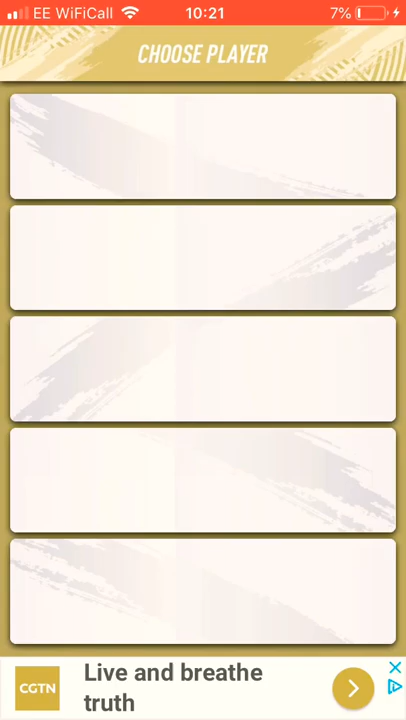 EE WiFiCall 10:21 7%
CHOOSE PLAYER
CGTN
Live and breathe
truth